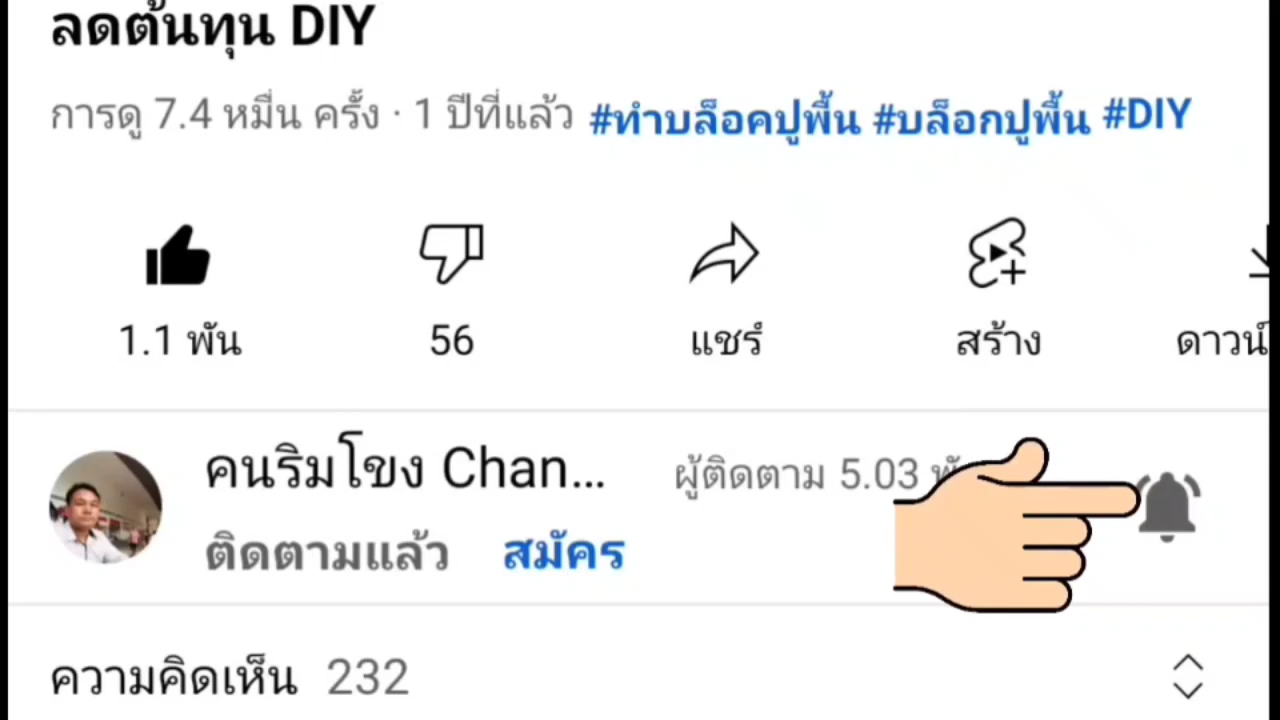 ลดต้นทุน DIY
การดู 7.4 หมื่น ครั้ง · 1 ปีที่แล้ว #ทำบล็อคปูพื้น #บล็อกปูพื้น #DIY
1.1 พัน 56 แชร์ สร้าง ดาวน์
คนริมโขง Chan... ผู้ติดตาม 5.03
ติดตามแล้ว สมัคร
ความคิดเห็น 232